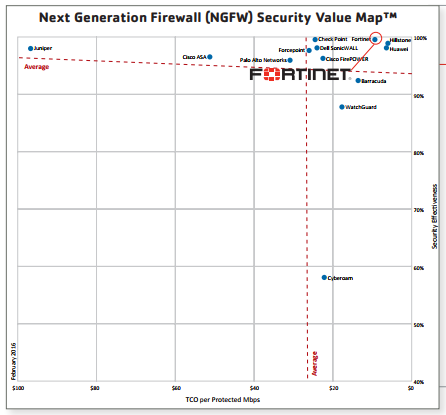 Next Generation Firewall (NGFW) Security Value Map™
Juniper
Average
Cisco ASA
Palo Alto Networks
Forcepoint
Check Point
Dell SonicWALL
Cisco FirePOWER
Fortinet
Hillstone
Huawei
FORTINET
Barracuda
WatchGuard
Cyberoam
Average
100%
90%
80%
70%
60%
50%
40%
Security Effectiveness
February 2016
$100
$80
$60
$40
$20
$0
TCO per Protected Mbps